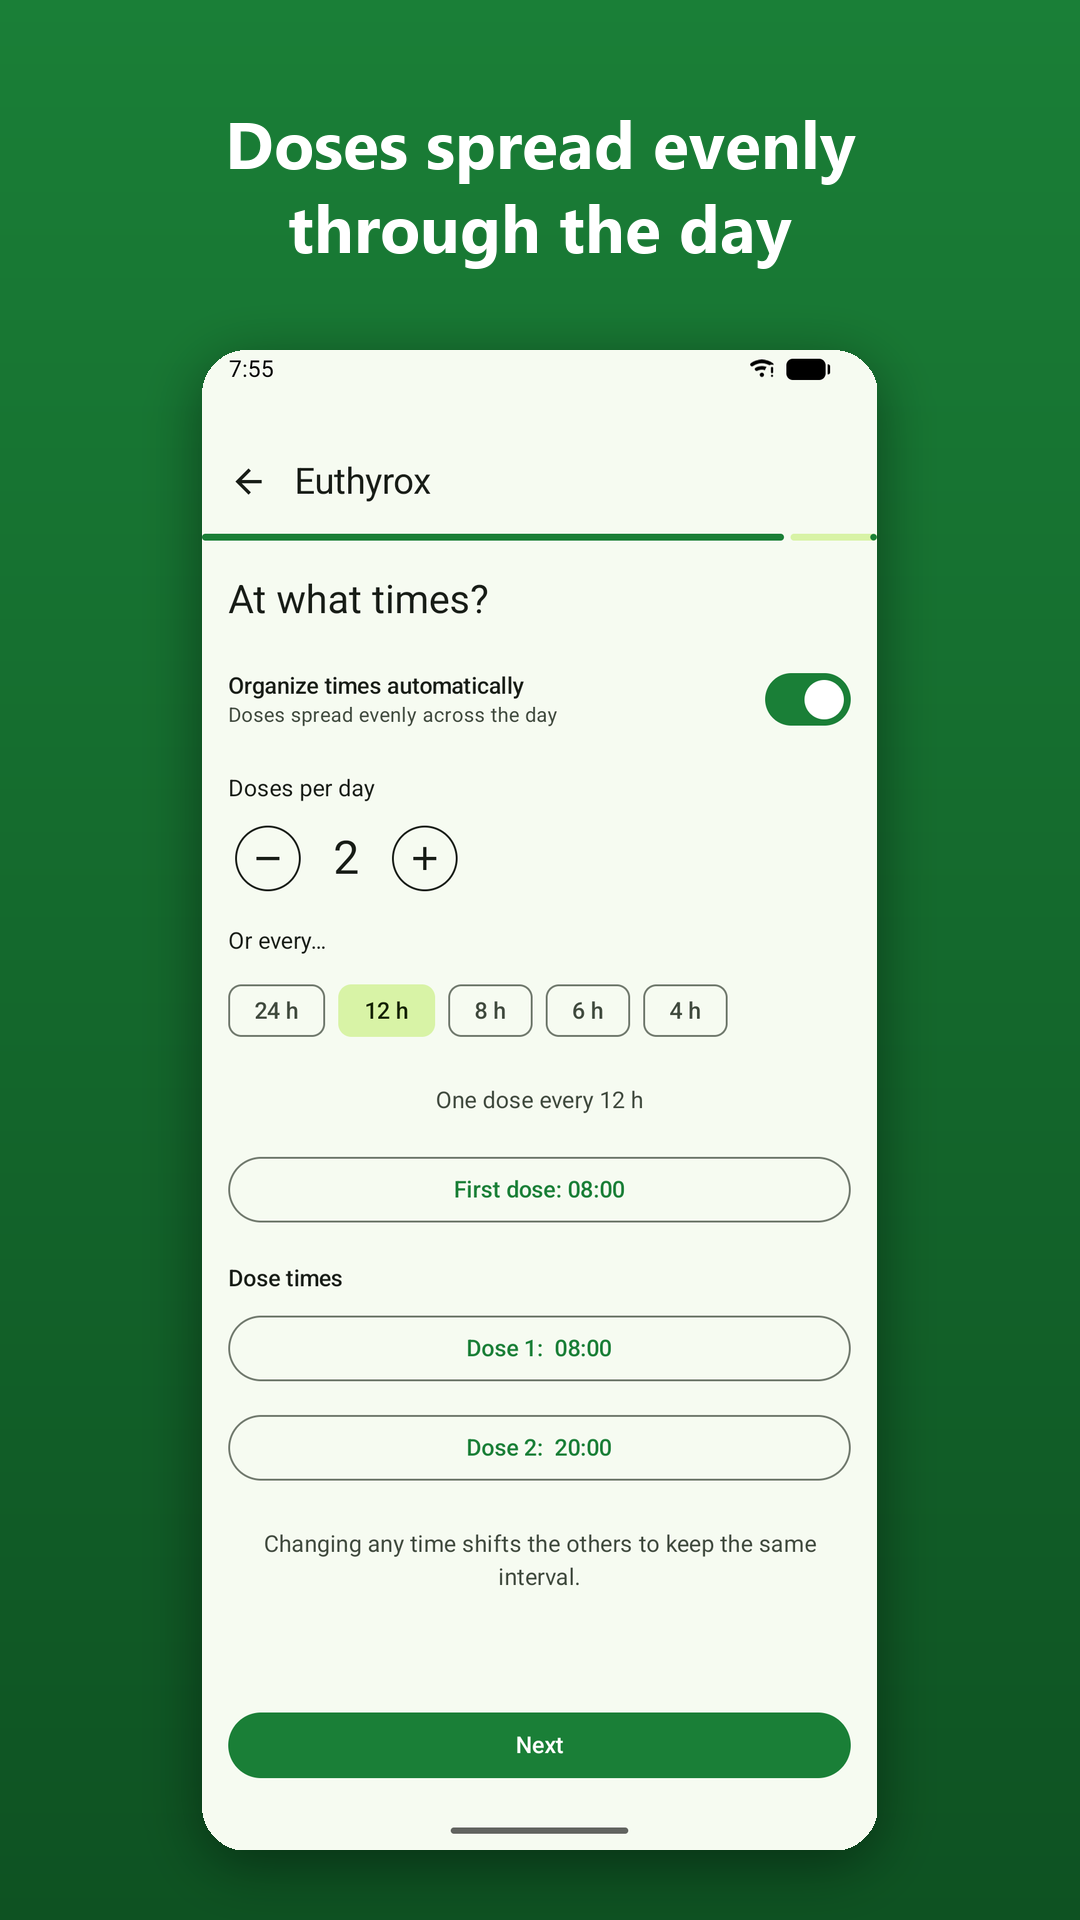 Doses spread evenly
through the day
7:55
Euthyrox
At what times?
Organize times automatically
Doses spread evenly across the day
Doses per day
2
Or every...
24 h 12 h 8 h 6 h 4 h
One dose every 12 h
First dose: 08:00
Dose times
Dose 1: 08:00
Dose 2: 20:00
Changing any time shifts the others to keep the same
interval.
Next